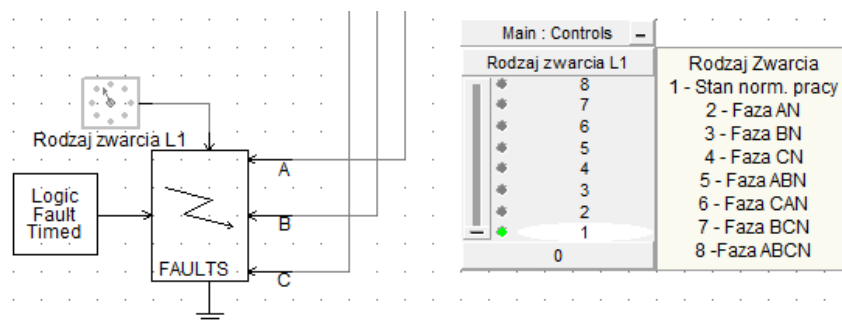 Rodzaj zwarcia L1
Logic
Fault
Timed
FAULTS
A
B
C
Main : Controls
Rodzaj zwarcia L1
8
7
6
5
4
3
2
1
0
Rodzaj Zwarcia
1 - Stan norm. pracy
2 - Faza AN
3 - Faza BN
4 - Faza CN
5 - Faza ABN
6 - Faza CAN
7 - Faza BCN
8 -Faza ABCN